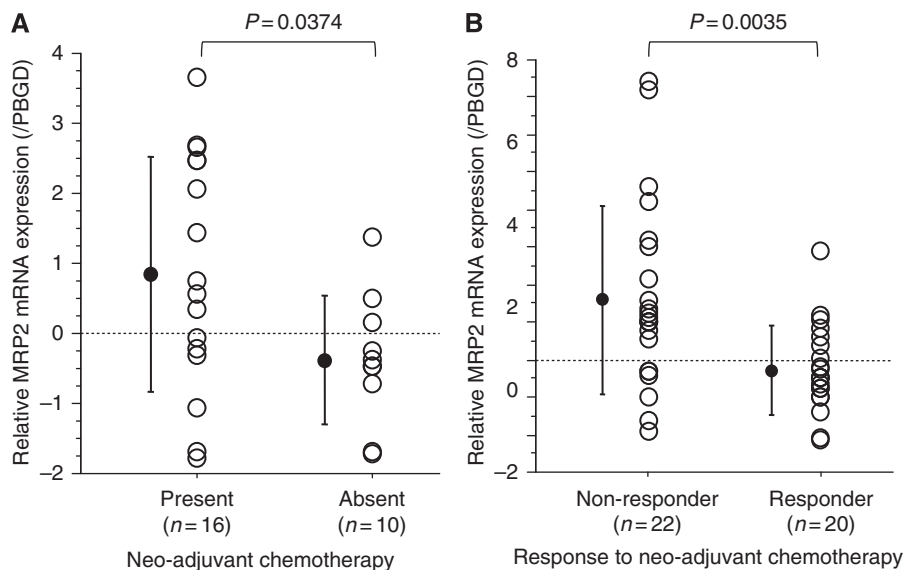 A
P = 0.0374
Relative MRP2 mRNA expression (/PBGD)
4
3
2
1
0
–1
–2
Present
(n = 16)
Absent
(n = 10)
Neo-adjuvant chemotherapy
B
P = 0.0035
Relative MRP2 mRNA expression (/PBGD)
8
6
4
2
0
–2
Non-responder
(n = 22)
Responder
(n = 20)
Response to neo-adjuvant chemotherapy